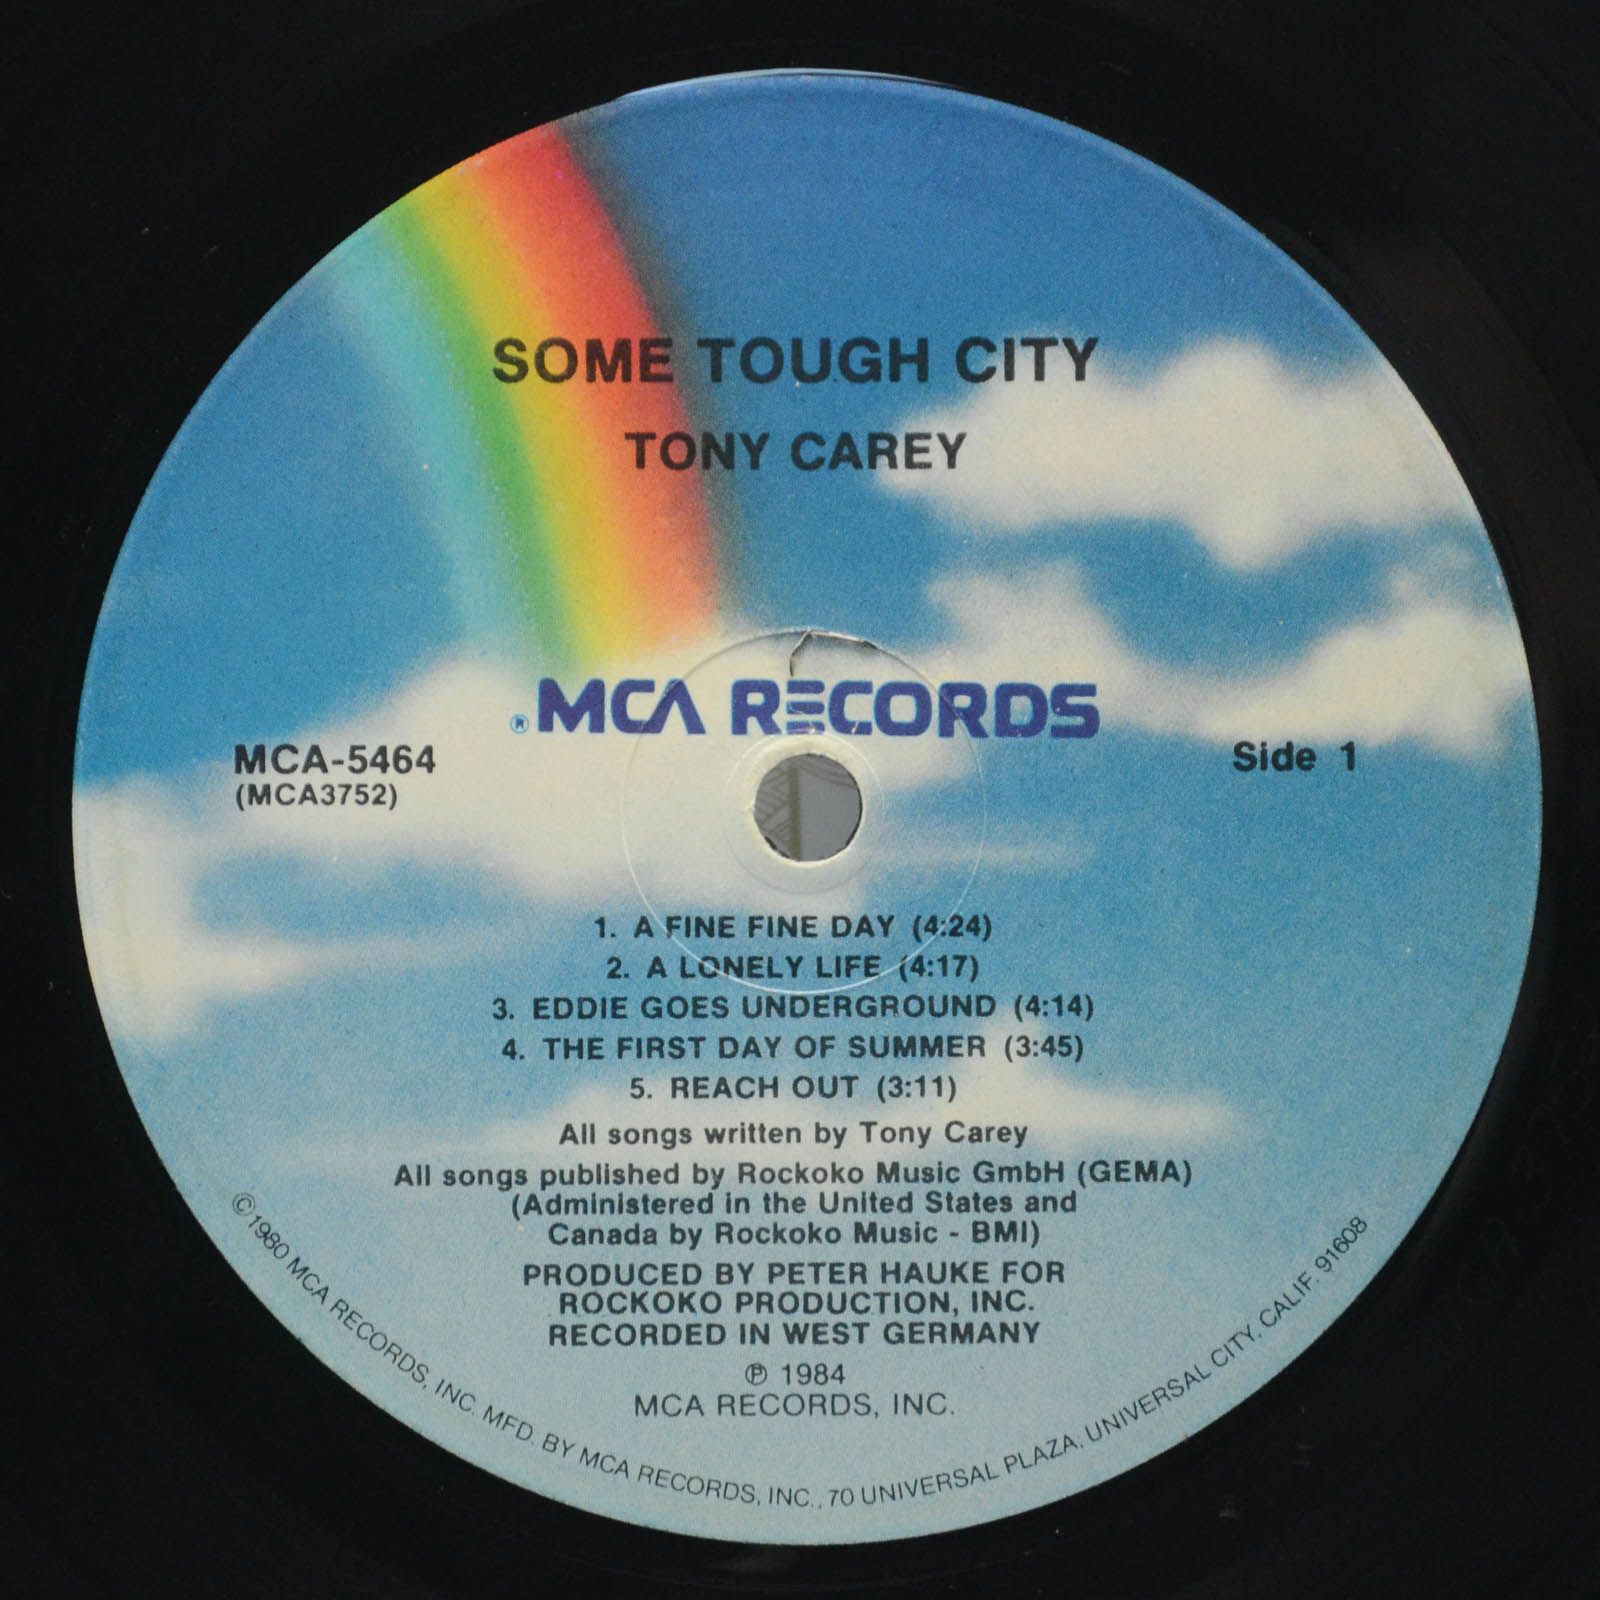 SOME TOUGH CITY
TONY CAREY
® MCA RECORDS
MCA-5464
(MCA3752)
Side 1
1. A FINE FINE DAY (4:24)
2. A LONELY LIFE (4:17)
3. EDDIE GOES UNDERGROUND (4:14)
4. THE FIRST DAY OF SUMMER (3:45)
5. REACH OUT (3:11)
All songs written by Tony Carey
All songs published by Rockoko Music GmbH (GEMA)
(Administered in the United States and
Canada by Rockoko Music - BMI)
PRODUCED BY PETER HAUKE FOR
ROCKOKO PRODUCTION, INC.
RECORDED IN WEST GERMANY
℗ 1984
MCA RECORDS, INC.
©1980 MCA RECORDS, INC. MFD. BY MCA RECORDS, INC., 70 UNIVERSAL PLAZA, UNIVERSAL CITY, CALIF. 91608